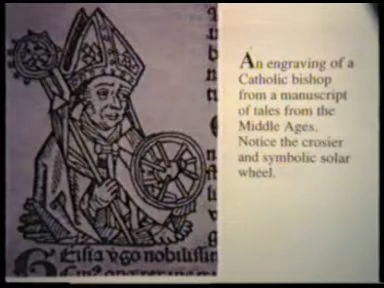 An engraving of a
Catholic bishop
from a manuscript
of tales from the
Middle Ages.
Notice the crosier
and symbolic solar
wheel.
nobilissim